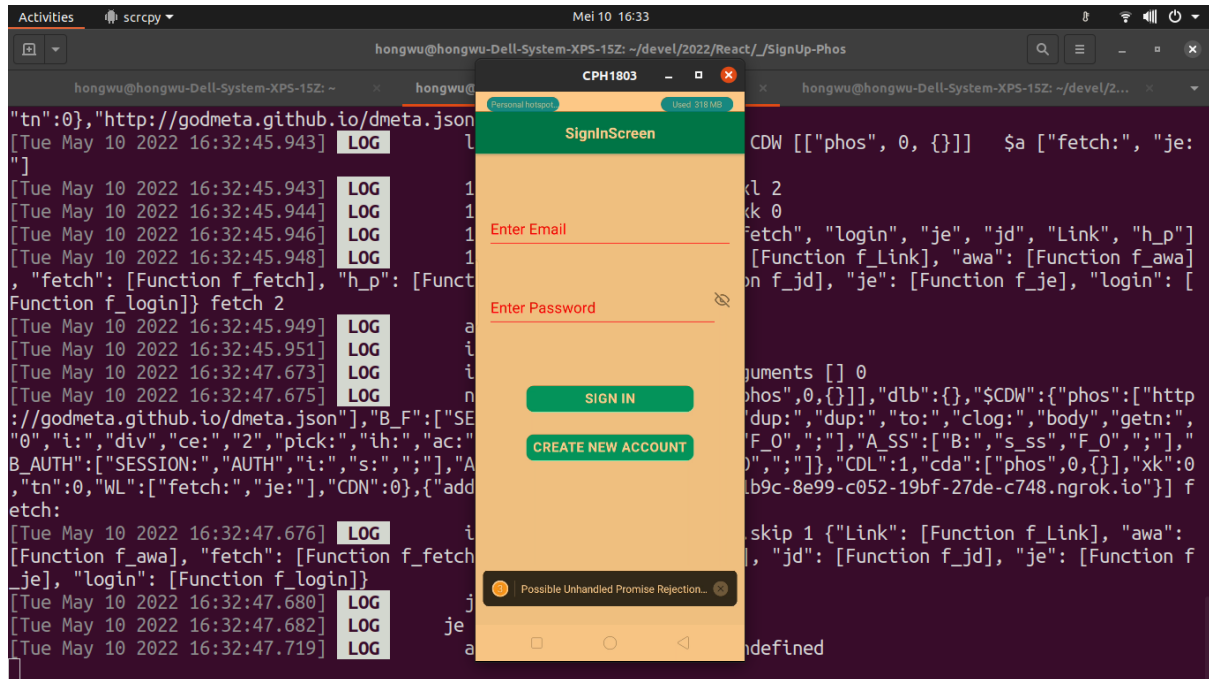 Activities scrcpy Mei 10 16:33
hongwu@hongwu-Dell-System-XPS-15Z: ~/devel/2022/React/_/SignUp-Phos
hongwu@hongwu-Dell-System-XPS-15Z: ~ hongwu@ hongwu@hongwu-Dell-System-XPS-15Z: ~/devel/2...
CPH1803
Personal hotspot.. Used 318 MB
SignInScreen
Enter Email
Enter Password
SIGN IN
CREATE NEW ACCOUNT
3 Possible Unhandled Promise Rejection...
"tn":0},"http://godmeta.github.io/dmeta.json
[Tue May 10 2022 16:32:45.943] LOG l CDW [["phos", 0, {}]] $a ["fetch:", "je:
"]
[Tue May 10 2022 16:32:45.943] LOG 1 xl 2
[Tue May 10 2022 16:32:45.944] LOG 1 xk 0
[Tue May 10 2022 16:32:45.946] LOG 1 fetch", "login", "je", "jd", "Link", "h_p"]
[Tue May 10 2022 16:32:45.948] LOG 1 [Function f_Link], "awa": [Function f_awa]
, "fetch": [Function f_fetch], "h_p": [Funct on f_jd], "je": [Function f_je], "login": [
Function f_login]} fetch 2
[Tue May 10 2022 16:32:45.949] LOG a
[Tue May 10 2022 16:32:45.951] LOG i
[Tue May 10 2022 16:32:47.673] LOG i guments [] 0
[Tue May 10 2022 16:32:47.675] LOG n phos",0,{}]],"dlb":{},"$CDW":{"phos":["http
://godmeta.github.io/dmeta.json"],"B_F":["SE "dup:","dup:","to:","clog:","body","getn:",
"0","i:","div","ce:","2","pick:","ih:","ac:" "F_O",";"],"A_SS":["B:","s_ss","F_O",";"],"
B_AUTH":["SESSION:","AUTH","i:","s:",";"],"A ",";"]},"CDL":1,"cda":["phos",0,{}],"xk":0
,"tn":0,"WL":["fetch:","je:"],"CDN":0},{"add 1b9c-8e99-c052-19bf-27de-c748.ngrok.io"}] f
etch:
[Tue May 10 2022 16:32:47.676] LOG i .skip 1 {"Link": [Function f_Link], "awa":
[Function f_awa], "fetch": [Function f_fetch ], "jd": [Function f_jd], "je": [Function f
_je], "login": [Function f_login]}
[Tue May 10 2022 16:32:47.680] LOG j
[Tue May 10 2022 16:32:47.682] LOG je
[Tue May 10 2022 16:32:47.719] LOG a ndefined